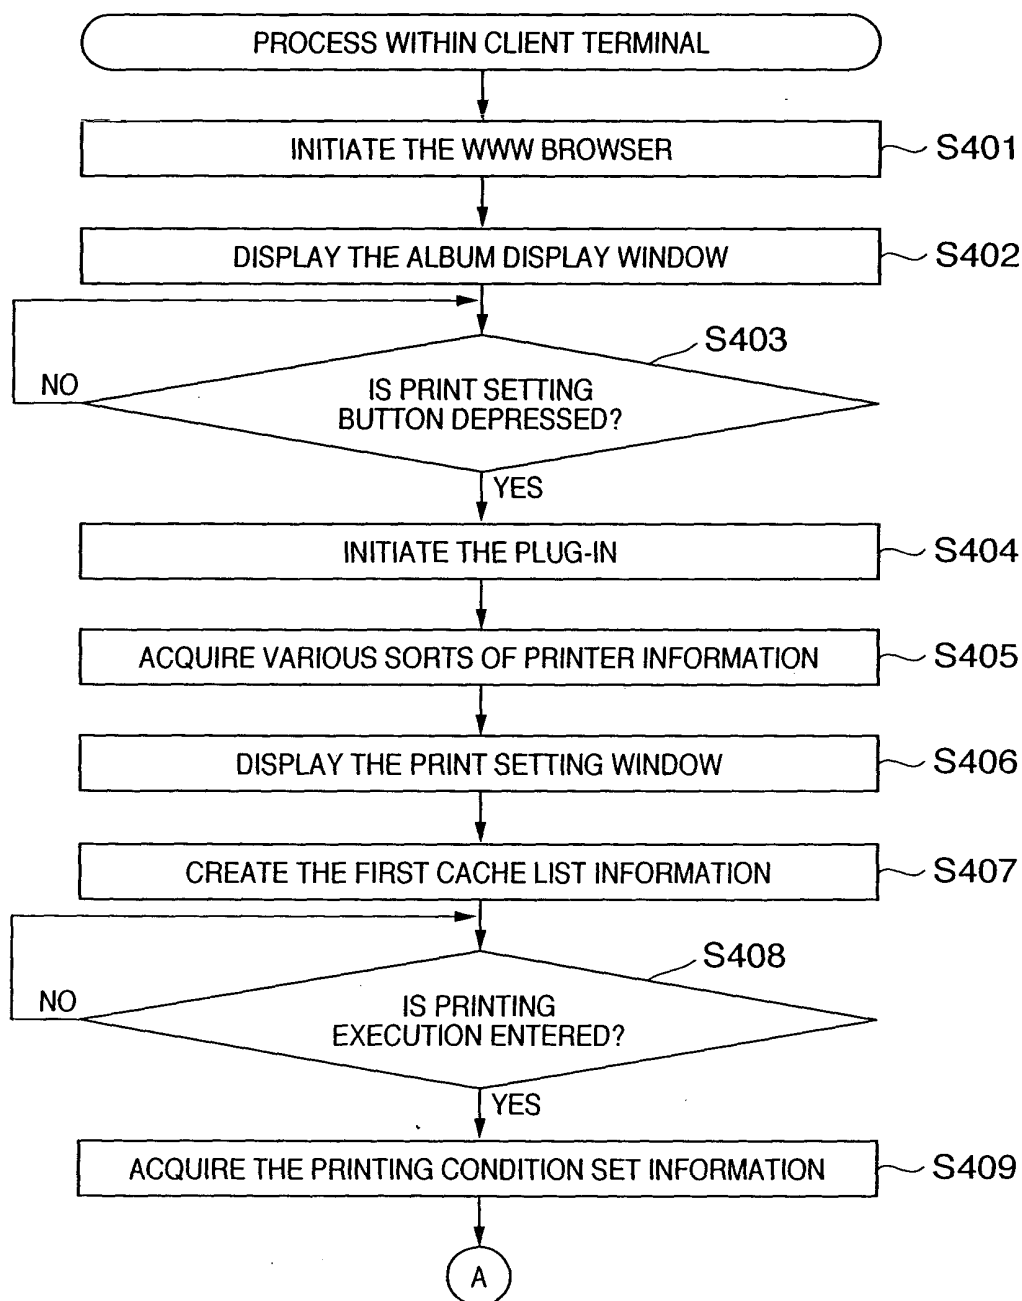 PROCESS WITHIN CLIENT TERMINAL
INITIATE THE WWW BROWSER
S401
DISPLAY THE ALBUM DISPLAY WINDOW
S402
S403
NO
IS PRINT SETTING
BUTTON DEPRESSED?
YES
INITIATE THE PLUG-IN
S404
ACQUIRE VARIOUS SORTS OF PRINTER INFORMATION
S405
DISPLAY THE PRINT SETTING WINDOW
S406
CREATE THE FIRST CACHE LIST INFORMATION
S407
S408
NO
IS PRINTING
EXECUTION ENTERED?
YES
ACQUIRE THE PRINTING CONDITION SET INFORMATION
S409
A